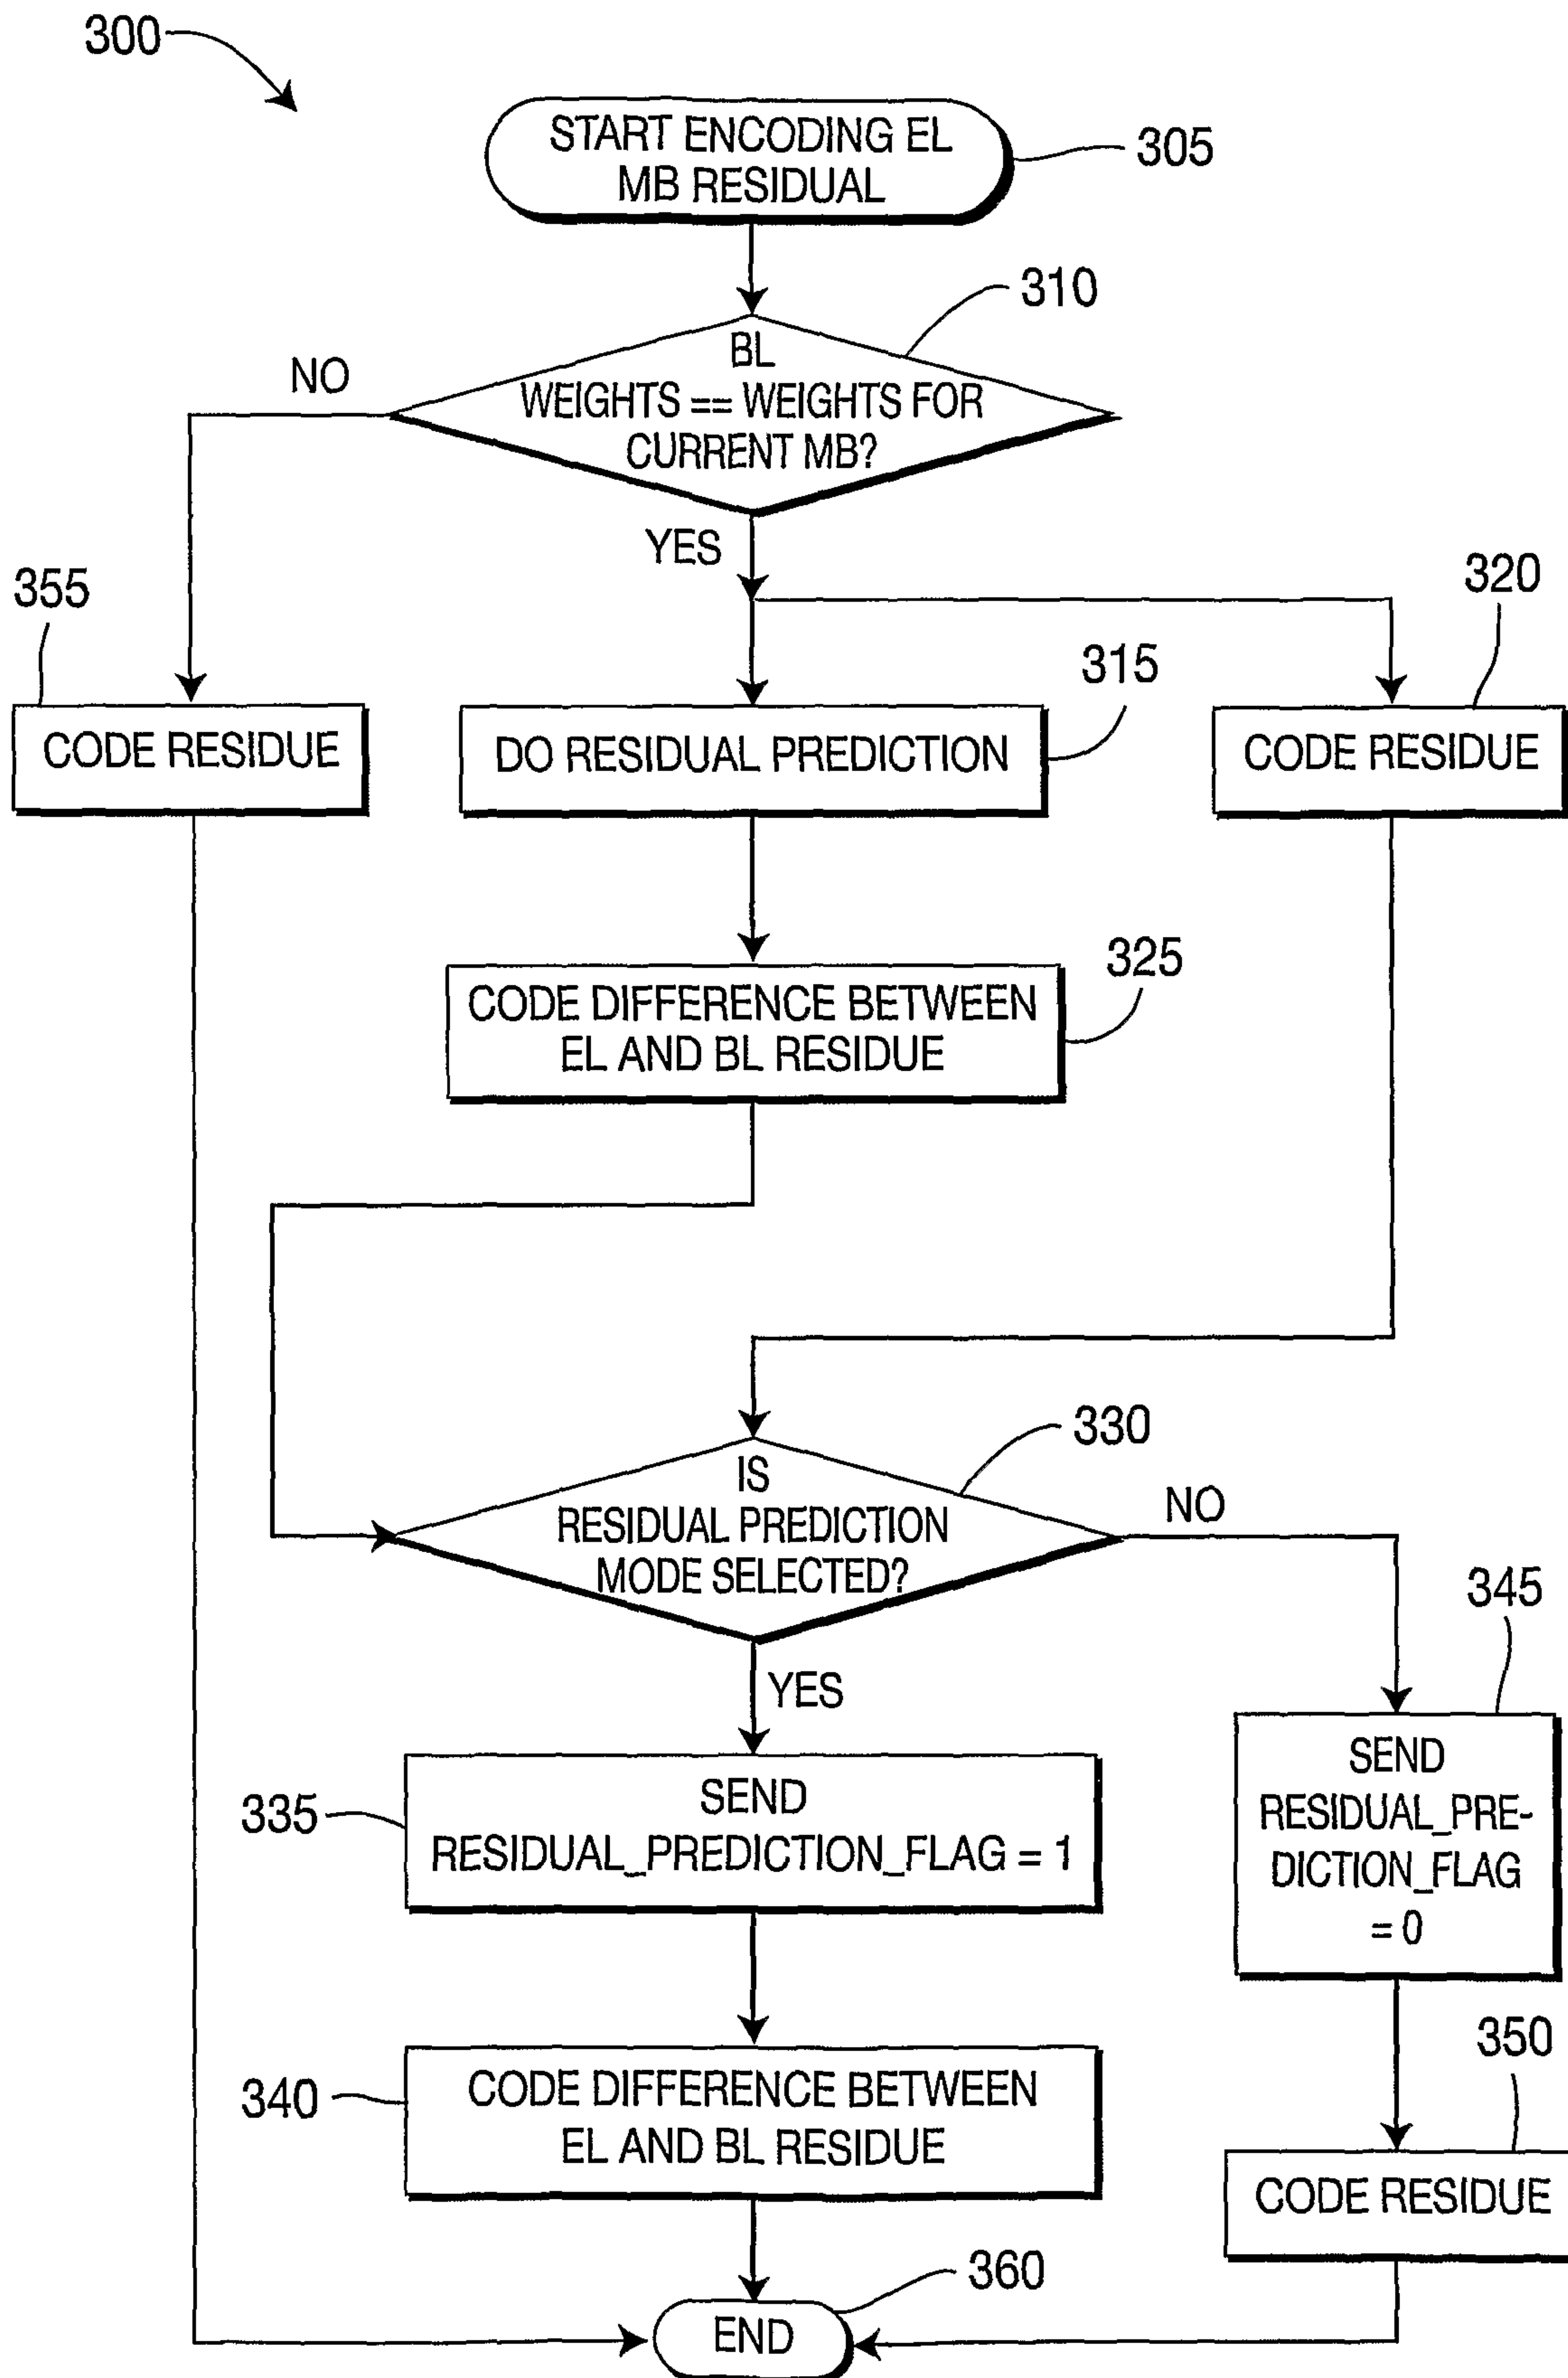 300
START ENCODING EL
MB RESIDUAL
305
310
BL
WEIGHTS == WEIGHTS FOR
CURRENT MB?
NO
YES
355
320
315
CODE RESIDUE
DO RESIDUAL PREDICTION
CODE RESIDUE
325
CODE DIFFERENCE BETWEEN
EL AND BL RESIDUE
330
IS
RESIDUAL PREDICTION
MODE SELECTED?
NO
YES
345
335
SEND
RESIDUAL_PREDICTION_FLAG = 1
SEND
RESIDUAL_PRE-
DICTION_FLAG
= 0
340
CODE DIFFERENCE BETWEEN
EL AND BL RESIDUE
350
CODE RESIDUE
360
END